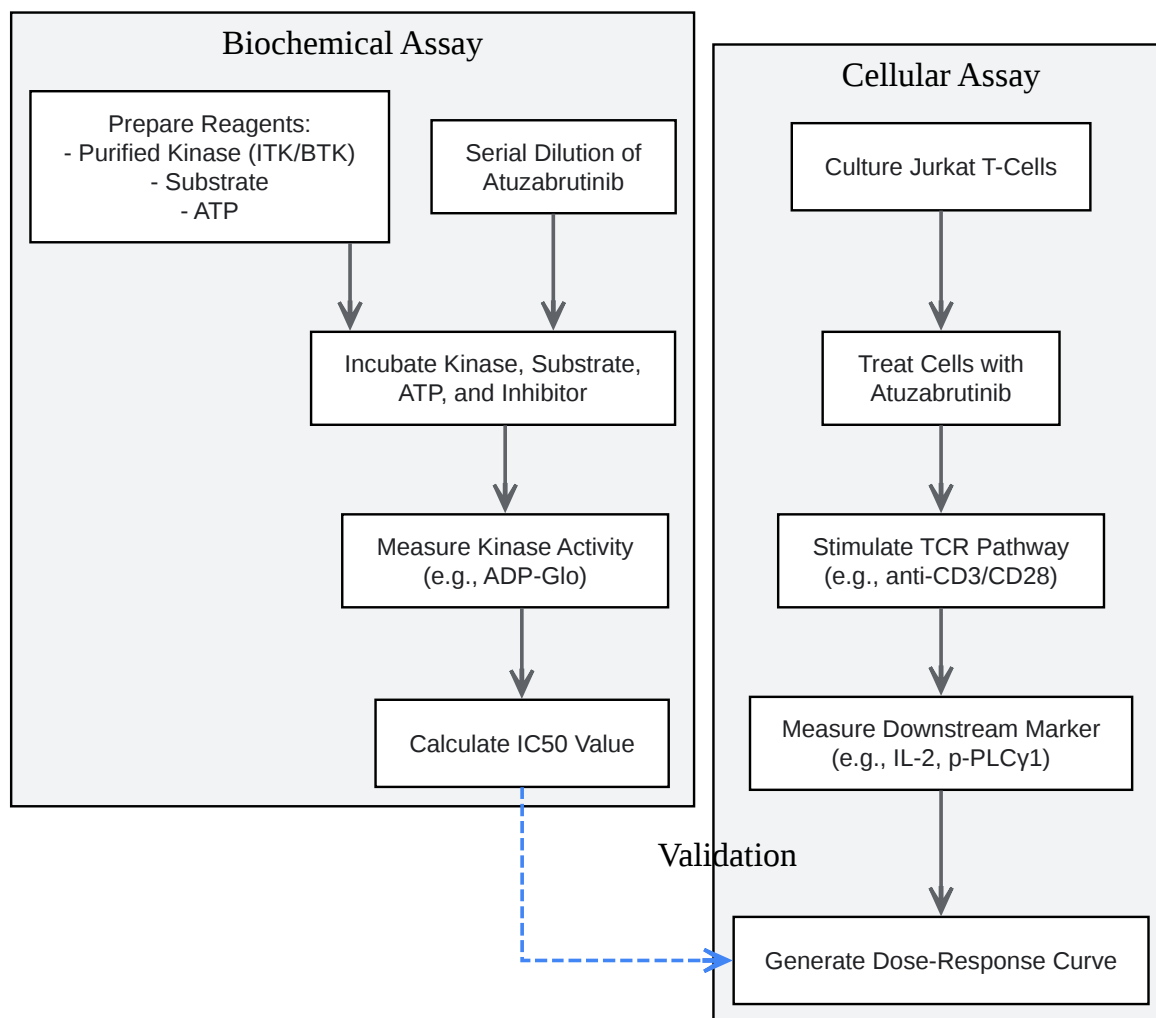 Biochemical Assay
Prepare Reagents:
- Purified Kinase (ITK/BTK)
- Substrate
- ATP
Serial Dilution of
Atuzabrutinib
Incubate Kinase, Substrate,
ATP, and Inhibitor
Measure Kinase Activity
(e.g., ADP-Glo)
Calculate IC50 Value
Validation
Cellular Assay
Culture Jurkat T-Cells
Treat Cells with
Atuzabrutinib
Stimulate TCR Pathway
(e.g., anti-CD3/CD28)
Measure Downstream Marker
(e.g., IL-2, p-PLCγ1)
Generate Dose-Response Curve